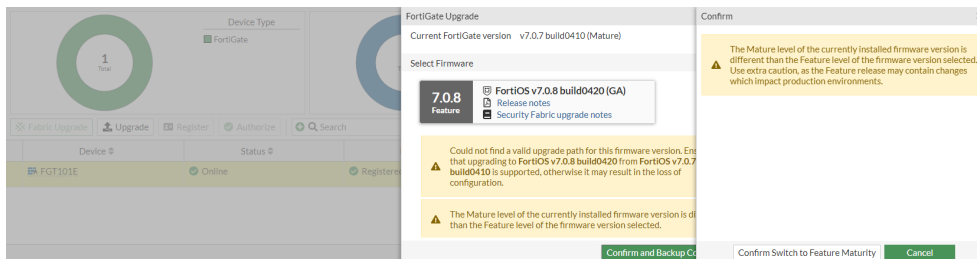 Device Type
FortiGate
1
Total
Fabric Upgrade
Upgrade
Register
Authorize
Search
Device
Status
FGT101E
Online
Registered
FortiGate Upgrade
Current FortiGate version v7.0.7 build0410 (Mature)
Select Firmware
7.0.8
Feature
FortiOS v7.0.8 build0420 (GA)
Release notes
Security Fabric upgrade notes
Could not find a valid upgrade path for this firmware version. Ens
that upgrading to FortiOS v7.0.8 build0420 from FortiOS v7.0.7
build0410 is supported, otherwise it may result in the loss of
configuration.
The Mature level of the currently installed firmware version is di
than the Feature level of the firmware version selected.
Confirm and Backup Co
Confirm
The Mature level of the currently installed firmware version is
different than the Feature level of the firmware version selected.
Use extra caution, as the Feature release may contain changes
which impact production environments.
Confirm Switch to Feature Maturity
Cancel